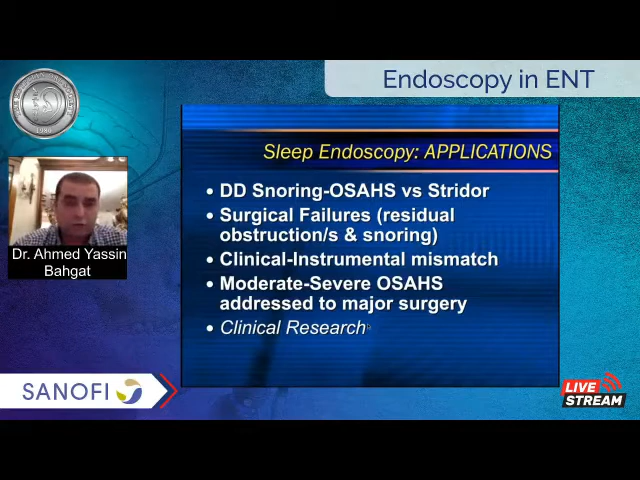 Endoscopy in ENT
1980
Sleep Endoscopy: APPLICATIONS
• DD Snoring-OSAHS vs Stridor
• Surgical Failures (residual
obstruction/s & snoring)
• Clinical-Instrumental mismatch
• Moderate-Severe OSAHS
addressed to major surgery
• Clinical Research
Dr. Ahmed Yassin
Bahgat
SANOFI
LIVE
STREAM